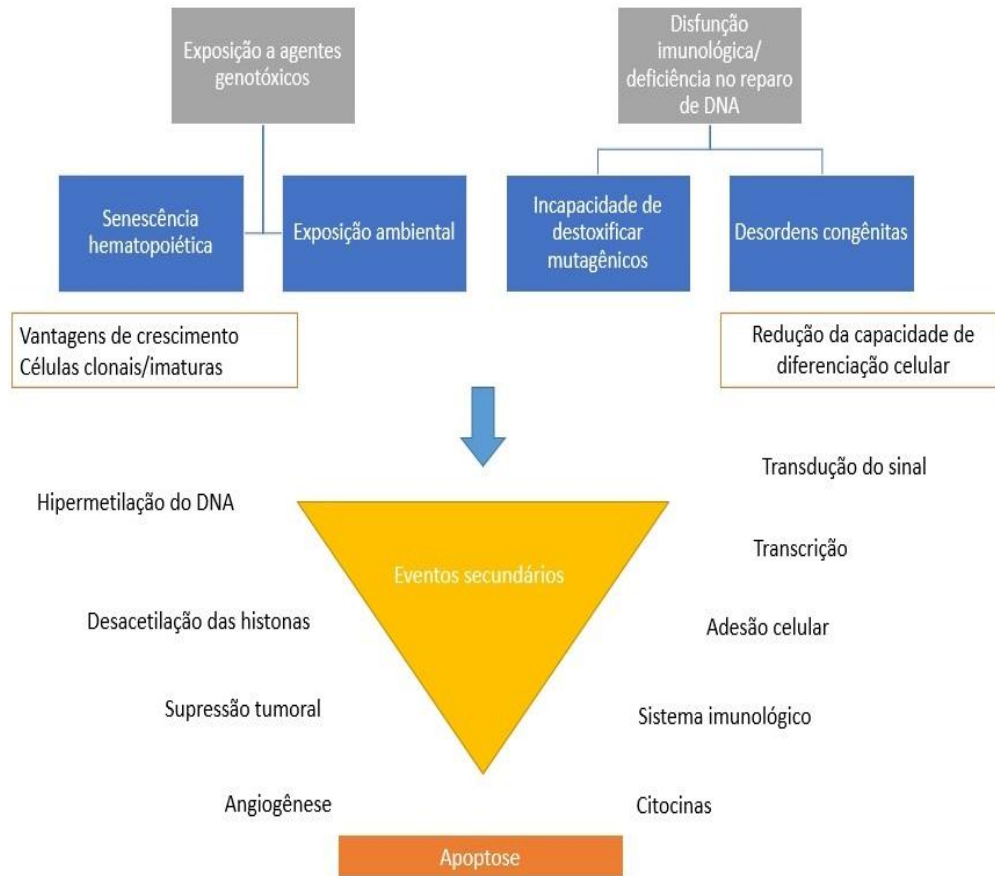 Exposição a agentes
genotóxicos
Disfunção
imunológica/
deficiência no reparo
de DNA
Senescência
hematopoiética
Exposição ambiental
Incapacidade de
destoxificar
mutagênicos
Desordens congênitas
Vantagens de crescimento
Células clonais/imaturas
Redução da capacidade de
diferenciação celular
Hipermetilação do DNA
Desacetilação das histonas
Supressão tumoral
Angiogênese
Eventos secundários
Transdução do sinal
Transcrição
Adesão celular
Sistema imunológico
Citocinas
Apoptose